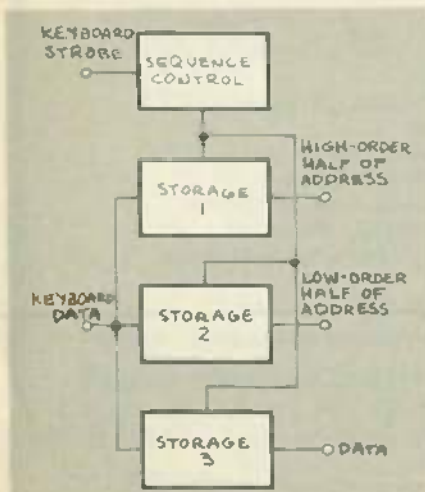 KEYBOARD
STROBE
SEQUENCE
CONTROL
HIGH-ORDER
HALF OF
ADDRESS
STORAGE
1
KEYBOARD
DATA
STORAGE
2
LOW-ORDER
HALF OF
ADDRESS
STORAGE
3
DATA